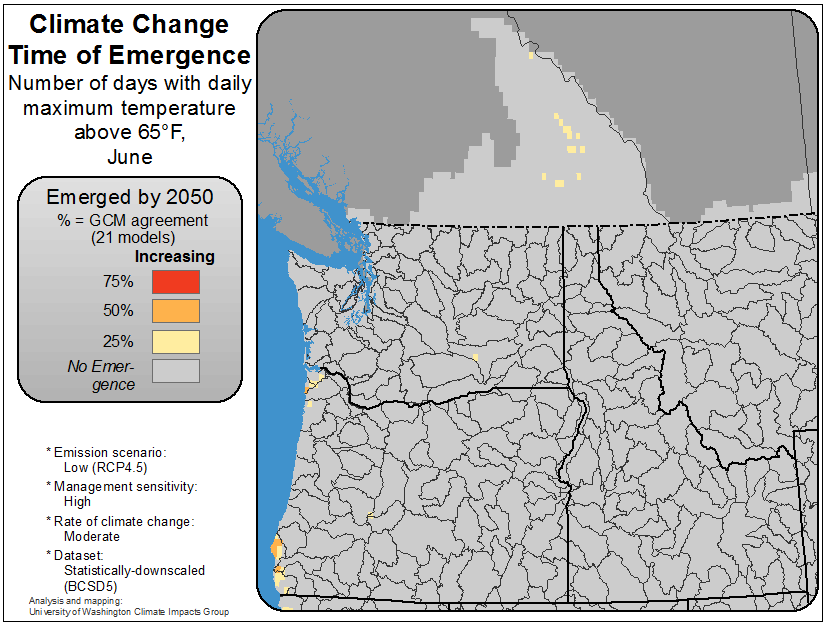 Climate Change
Time of Emergence
Number of days with daily
maximum temperature
above 65°F,
June
Emerged by 2050
% = GCM agreement
(21 models)
Increasing
75%
50%
25%
No Emer-
gence
* Emission scenario:
Low (RCP4.5)
* Management sensitivity:
High
* Rate of climate change:
Moderate
* Dataset:
Statistically-downscaled
(BCSD5)
Analysis and mapping:
University of Washington Climate Impacts Group